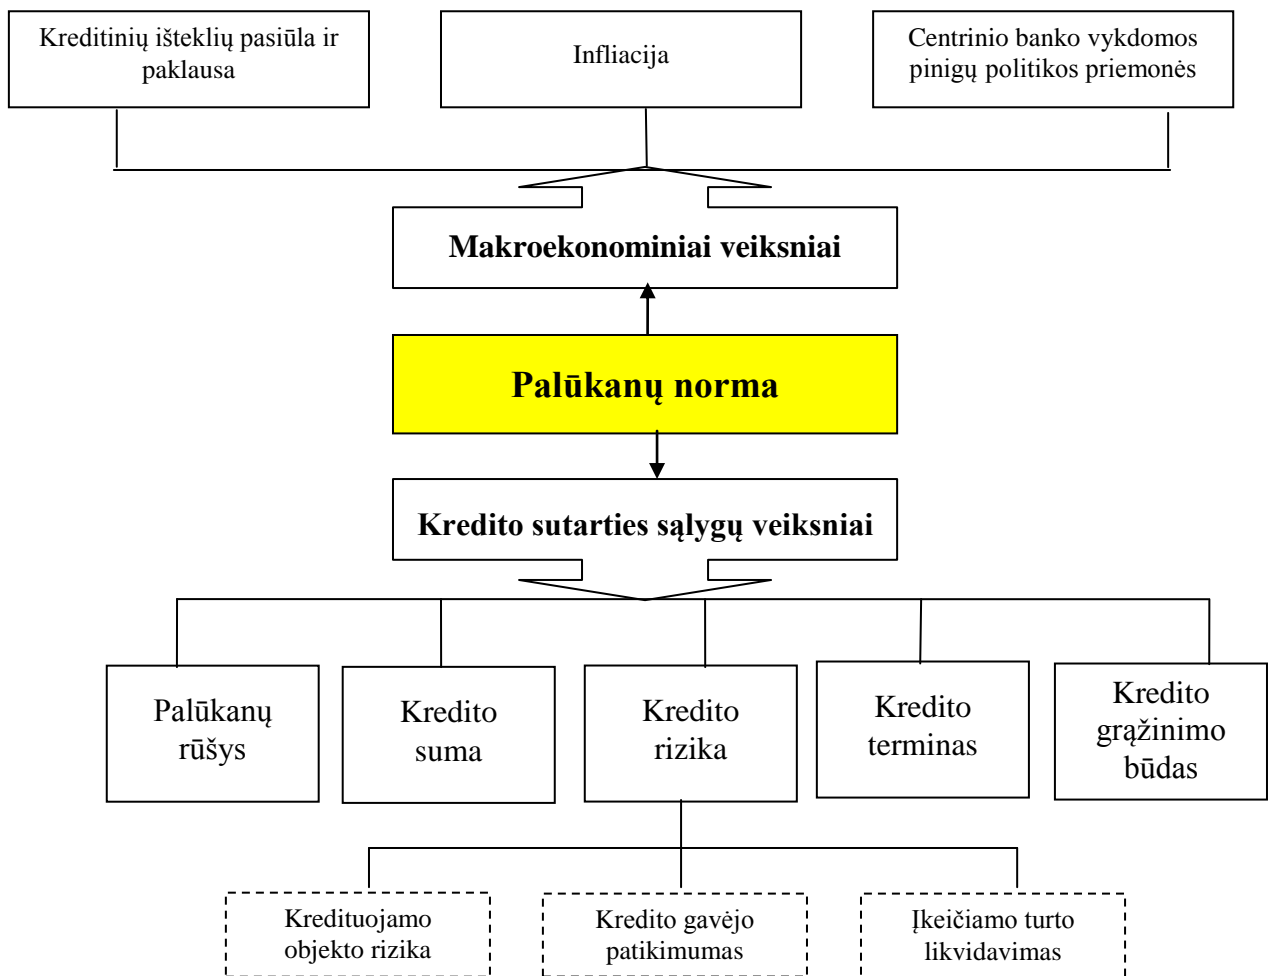 Kreditinių išteklių pasiūla ir
paklausa
Infliacija
Centrinio banko vykdomos
pinigų politikos priemonės
Makroekonominiai veiksniai
Palūkanų norma
Kredito sutarties sąlygų veiksniai
Palūkanų
rūšys
Kredito
suma
Kredito
rizika
Kredito
terminas
Kredito
grąžinimo
būdas
Kredituojamo
objekto rizika
Kredito gavėjo
patikimumas
Įkeičiamo turto
likvidavimas